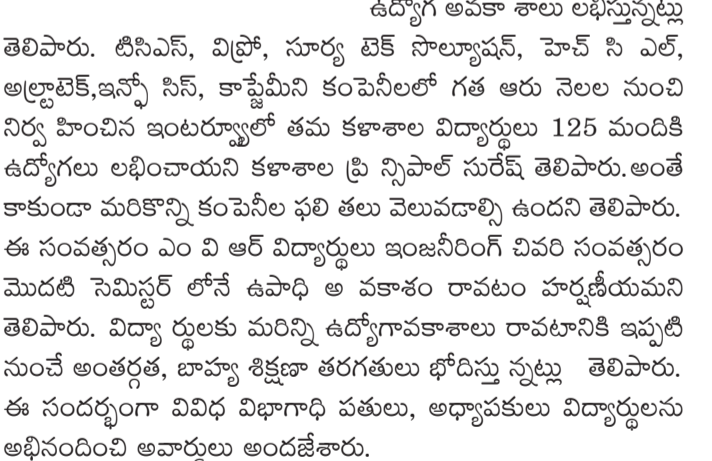 ఉద్యోగ అవకా శాలు లభిస్తున్నట్లు
తెలిపారు. టిసిఎస్, విప్రో, సూర్య టెక్ సొల్యూషన్, హెచ్ సి ఎల్,
అల్ట్రాటెక్,ఇన్ఫో సిస్, కాప్జేమీని కంపెనీలలో గత ఆరు నెలల నుంచి
నిర్వ హించిన ఇంటర్వ్యూలో తమ కళాశాల విద్యార్థులు 125 మందికి
ఉద్యోగలు లభించాయని కళాశాల ప్రి న్సిపాల్ సురేష్ తెలిపారు.అంతే
కాకుండా మరికొన్ని కంపెనీల ఫలి తలు వెలువడాల్సి ఉందని తెలిపారు.
ఈ సంవత్సరం ఎం వి ఆర్ విద్యార్థులు ఇంజనీరింగ్ చివరి సంవత్సరం
మొదటి సెమిస్టర్ లోనే ఉపాధి అ వకాశం రావటం హర్షణీయమని
తెలిపారు. విద్యా ర్థులకు మరిన్ని ఉద్యోగావకాశాలు రావటానికి ఇప్పటి
నుంచే అంతర్గత, బాహ్య శిక్షణా తరగతులు భోదిస్తు న్నట్లు తెలిపారు.
ఈ సందర్భంగా వివిధ విభాగాధి పతులు, అధ్యాపకులు విద్యార్థులను
అభినందించి అవార్డులు అందజేశారు.